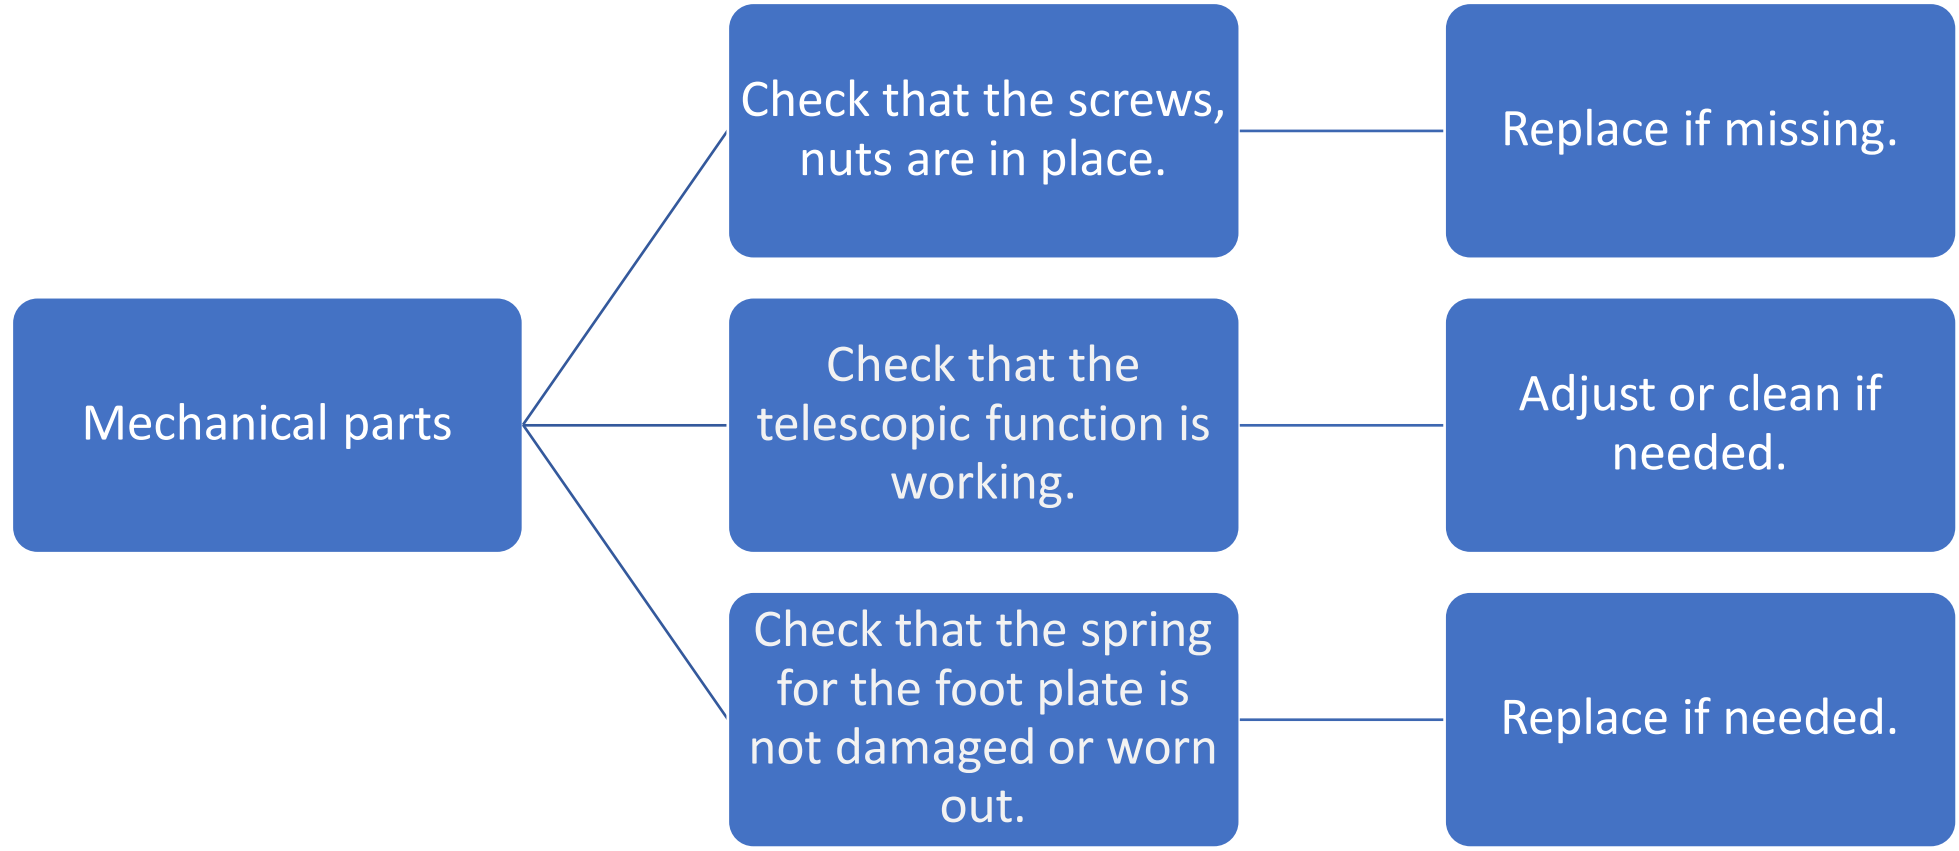 Mechanical parts
Check that the screws,
nuts are in place.
Replace if missing.
Check that the
telescopic function is
working.
Adjust or clean if
needed.
Check that the spring
for the foot plate is
not damaged or worn
out.
Replace if needed.